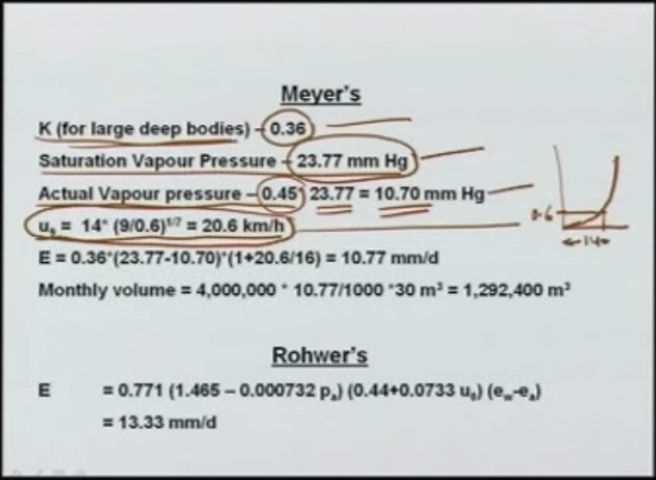 Meyer's
K (for large deep bodies) – 0.36
Saturation Vapour Pressure – 23.77 mm Hg
Actual Vapour pressure – 0.45* 23.77 = 10.70 mm Hg
u₉ = 14* (9/0.6)^1/7 = 20.6 km/h
0.6
14
E = 0.36*(23.77-10.70)*(1+20.6/16) = 10.77 mm/d
Monthly volume = 4,000,000 * 10.77/1000 *30 m³ = 1,292,400 m³
Rohwer's
E = 0.771 (1.465 – 0.000732 pₐ) (0.44+0.0733 u₀) (e_w-eₐ)
= 13.33 mm/d